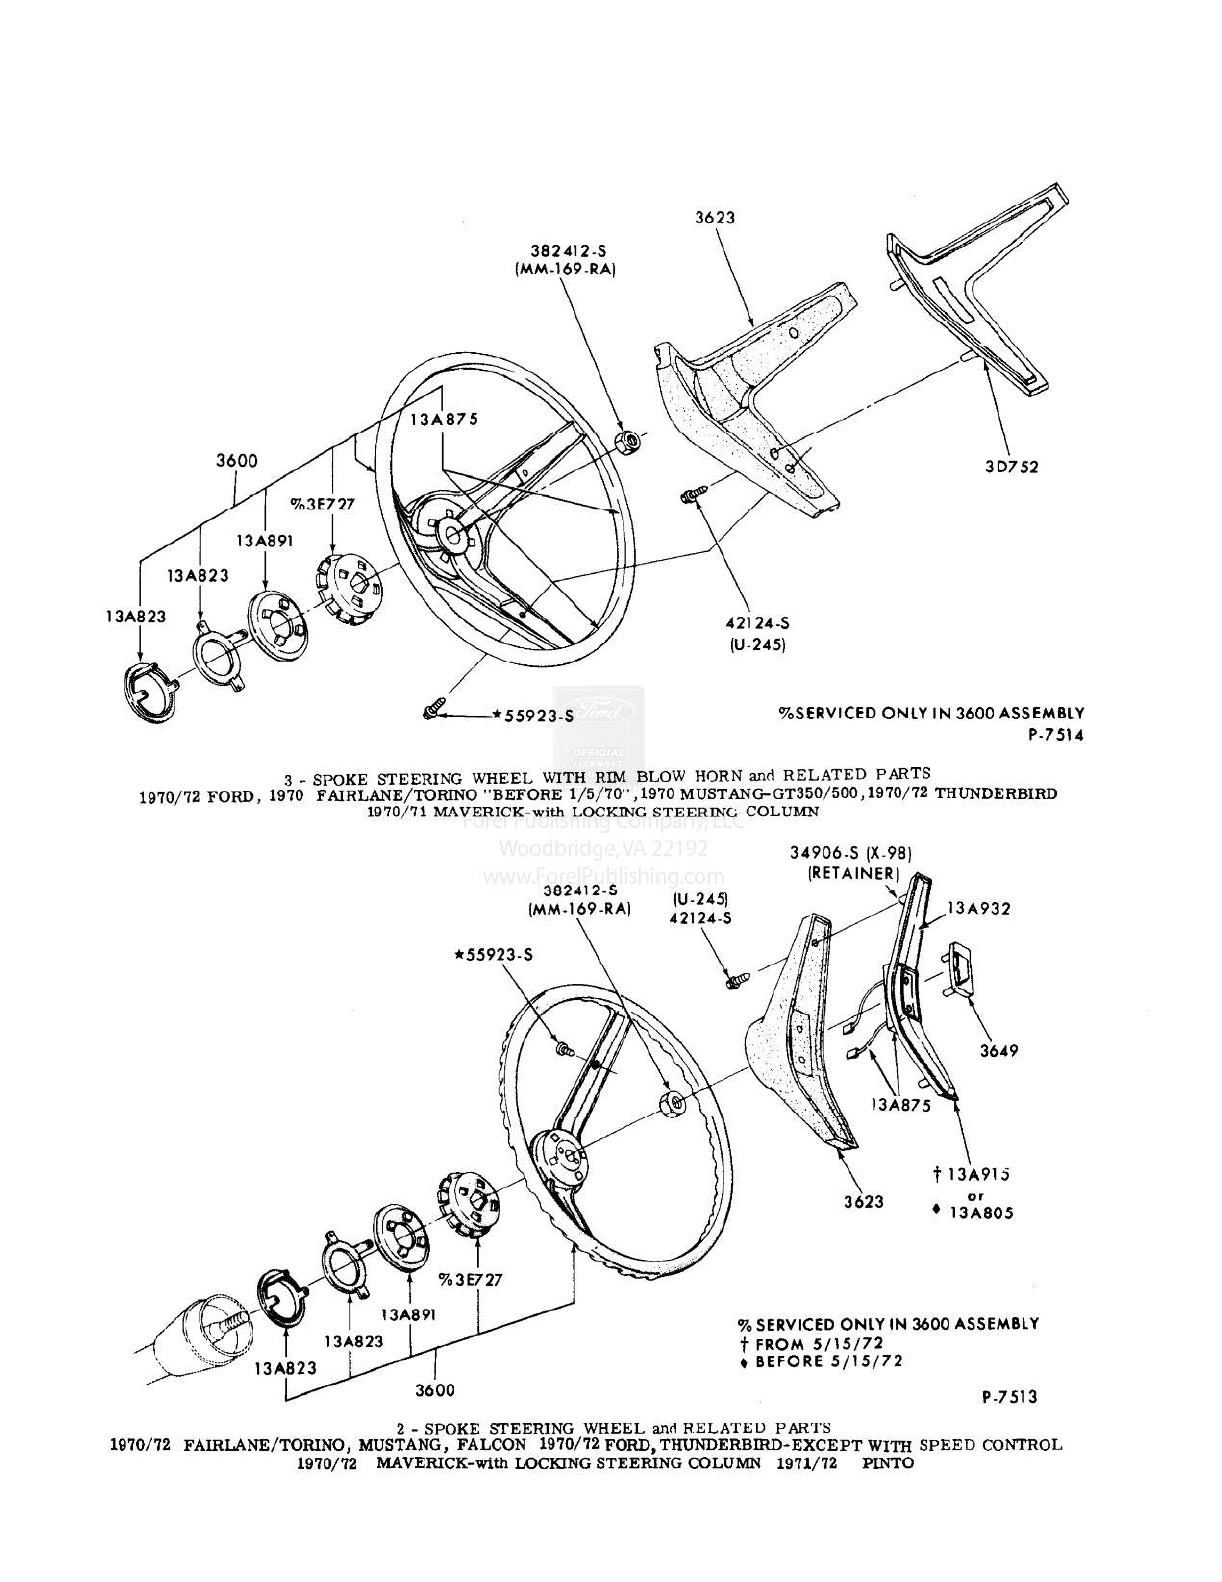 3623
382412-S
(MM-169-RA)
13A875
3600
3D752
%3E727
13A891
13A823
13A823
42124-S
(U-245)
★55923-S
Ford
OFFICIAL
LICENSED
%SERVICED ONLY IN 3600 ASSEMBLY
P-7514
3 - SPOKE STEERING WHEEL WITH RIM BLOW HORN and RELATED PARTS
1970/72 FORD, 1970 FAIRLANE/TORINO "BEFORE 1/5/70", 1970 MUSTANG-GT350/500, 1970/72 THUNDERBIRD
1970/71 MAVERICK-with LOCKING STEERING COLUMN
Forel Publishing Company, LLC
Woodbridge, VA 22192
www.ForelPublishing.com
34906-S (X-98)
(RETAINER)
382412-S
(MM-169-RA)
(U-245)
42124-S
13A932
★55923-S
3649
13A875
† 13A915
or
♦ 13A805
3623
%3E727
13A891
13A823
13A823
3600
% SERVICED ONLY IN 3600 ASSEMBLY
† FROM 5/15/72
♦ BEFORE 5/15/72
P-7513
2 - SPOKE STEERING WHEEL and RELATED PARTS
1970/72 FAIRLANE/TORINO, MUSTANG, FALCON 1970/72 FORD, THUNDERBIRD-EXCEPT WITH SPEED CONTROL
1970/72 MAVERICK-with LOCKING STEERING COLUMN 1971/72 PINTO